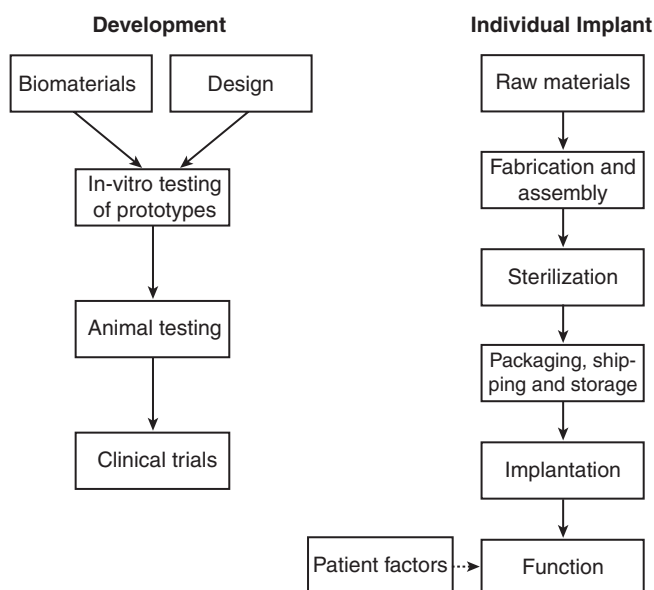 Development
Biomaterials
Design
In-vitro testing
of prototypes
Animal testing
Clinical trials
Individual Implant
Raw materials
Fabrication and
assembly
Sterilization
Packaging, ship-
ping and storage
Implantation
Patient factors
Function